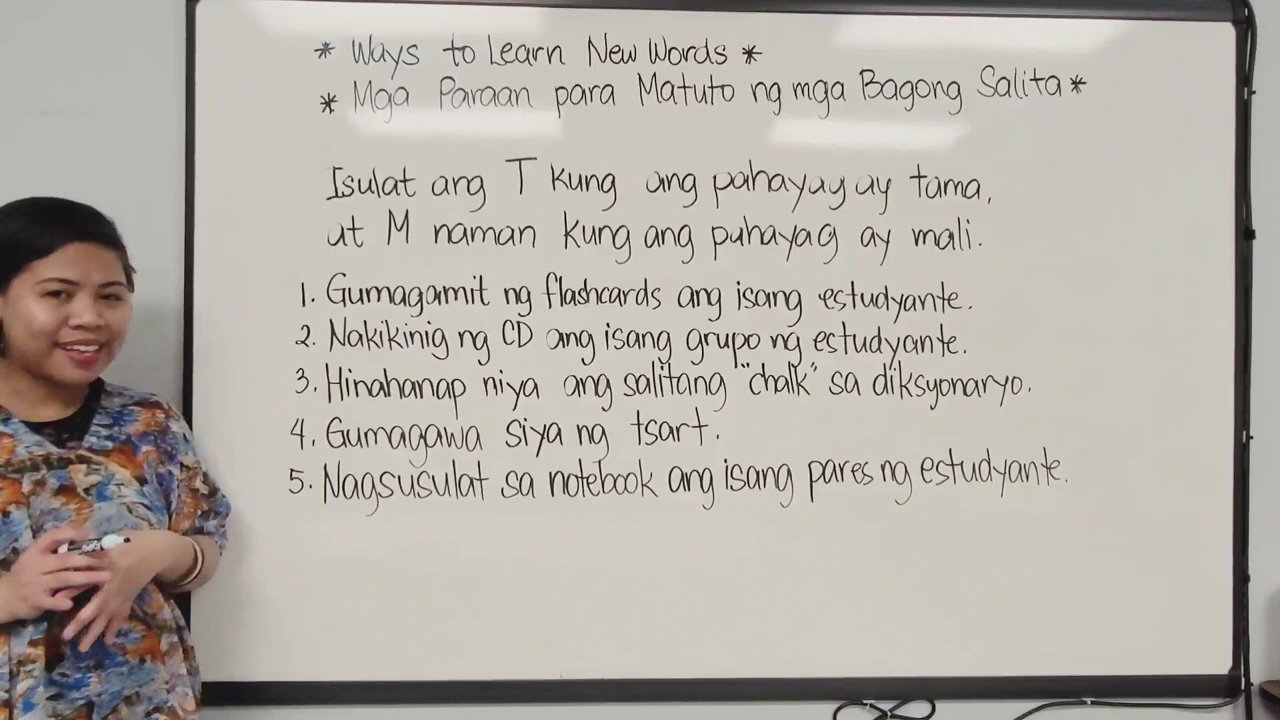 * Ways to Learn New Words *
* Mga Paraan para Matuto ng mga Bagong Salita *
Isulat ang T kung ang pahayag ay tama,
at M naman kung ang pahayag ay mali.
1. Gumagamit ng flashcards ang isang estudyante.
2. Nakikinig ng CD ang isang grupo ng estudyante.
3. Hinahanap niya ang salitang "chalk" sa diksyonaryo.
4. Gumagawa siya ng tsart.
5. Nagsusulat sa notebook ang isang pares ng estudyante.